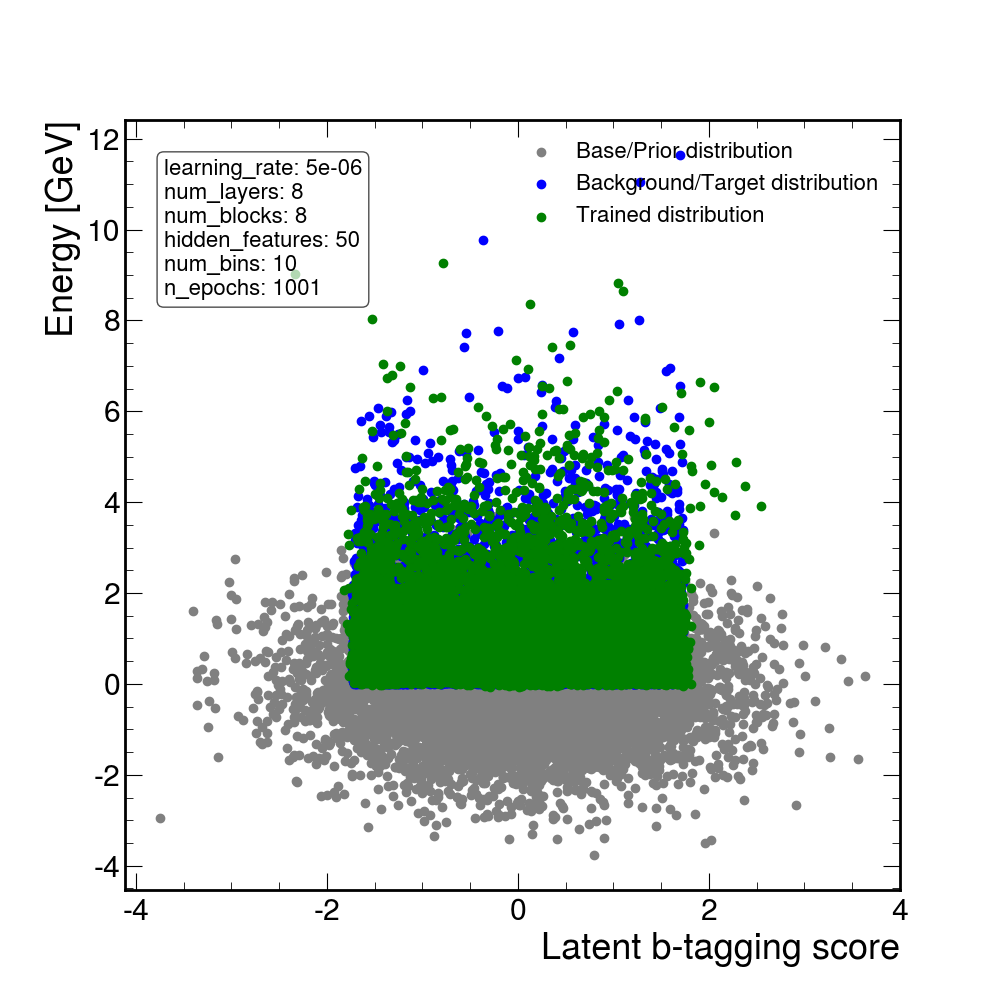 Energy [GeV]
12
10
8
6
4
2
0
-2
-4
learning_rate: 5e-06
num_layers: 8
num_blocks: 8
hidden_features: 50
num_bins: 10
n_epochs: 1001
Base/Prior distribution
Background/Target distribution
Trained distribution
-4
-2
0
2
4
Latent b-tagging score